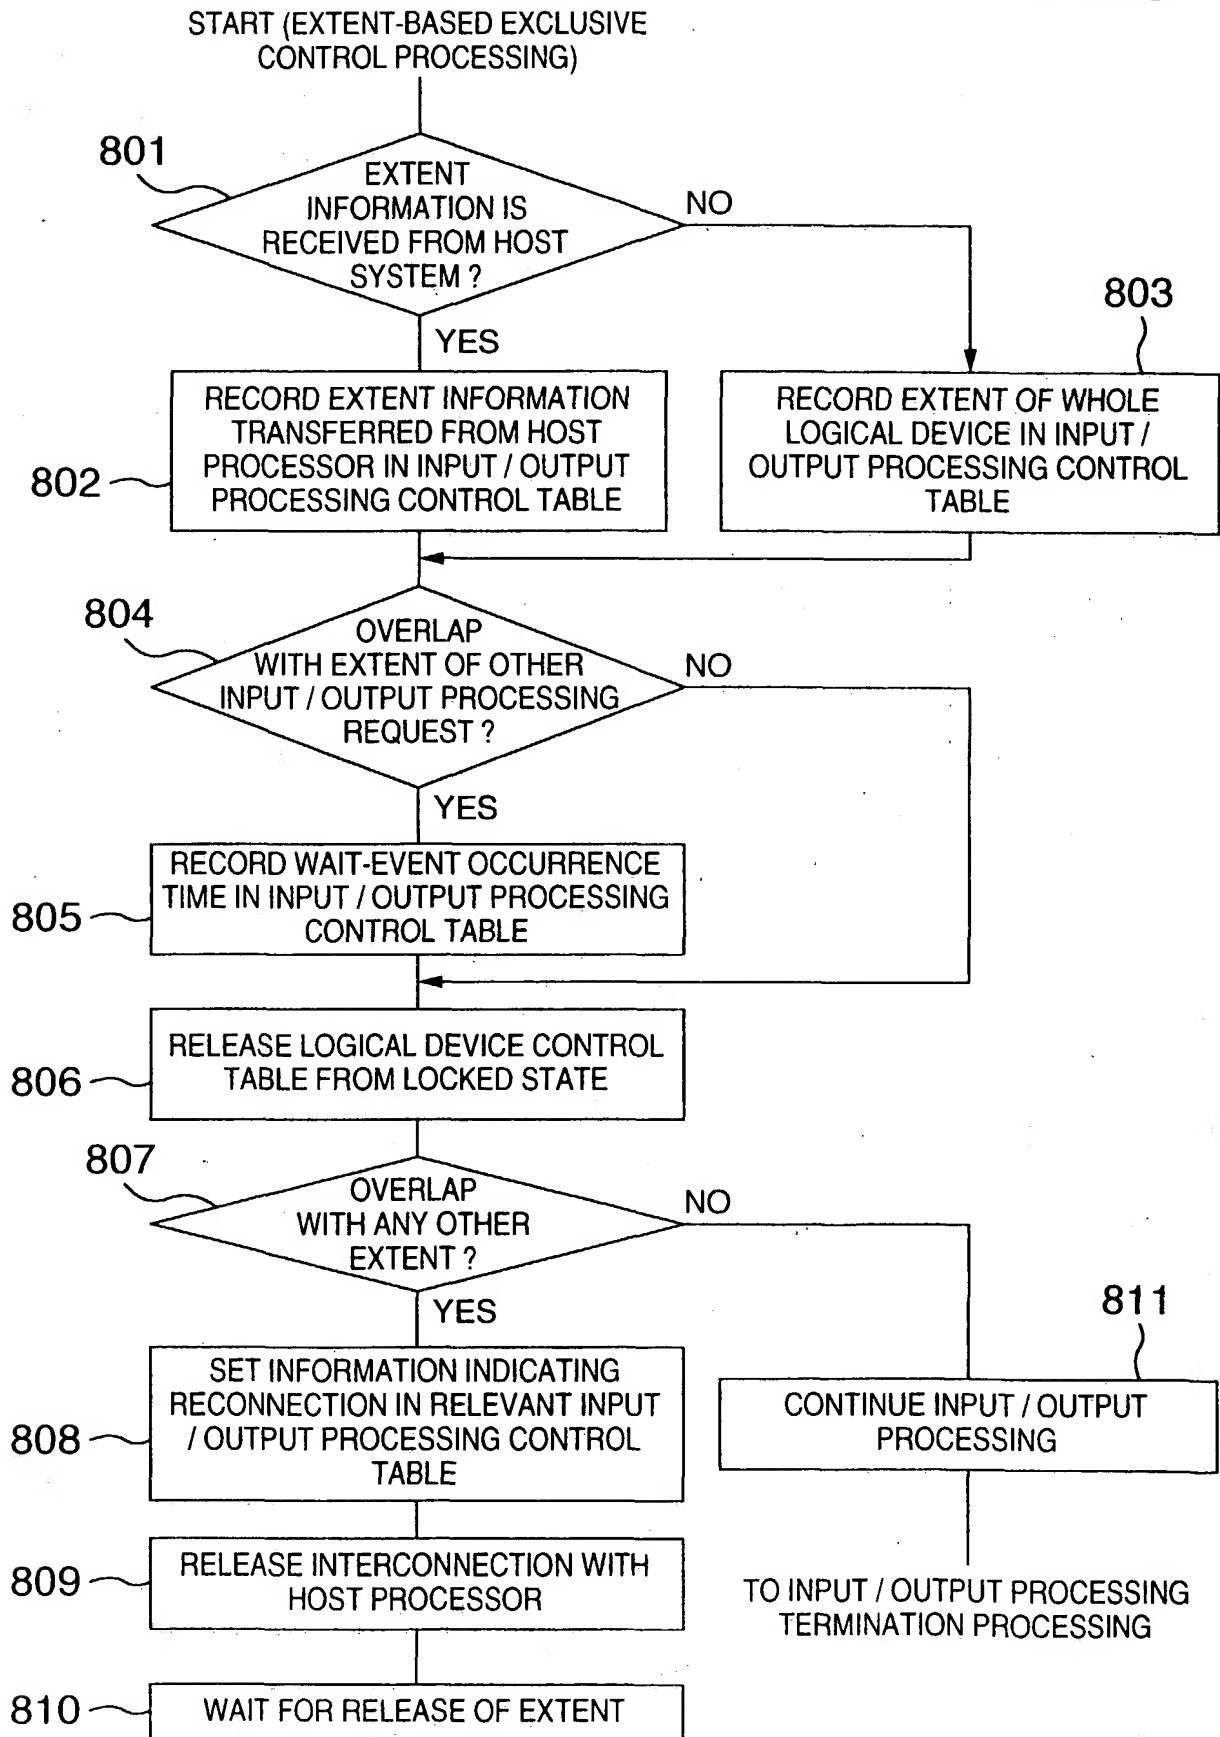 START (EXTENT-BASED EXCLUSIVE
CONTROL PROCESSING)
801
EXTENT
INFORMATION IS
RECEIVED FROM HOST
SYSTEM ?
NO
YES
803
802
RECORD EXTENT INFORMATION
TRANSFERRED FROM HOST
PROCESSOR IN INPUT / OUTPUT
PROCESSING CONTROL TABLE
RECORD EXTENT OF WHOLE
LOGICAL DEVICE IN INPUT /
OUTPUT PROCESSING CONTROL
TABLE
804
OVERLAP
WITH EXTENT OF OTHER
INPUT / OUTPUT PROCESSING
REQUEST ?
NO
YES
805
RECORD WAIT-EVENT OCCURRENCE
TIME IN INPUT / OUTPUT PROCESSING
CONTROL TABLE
806
RELEASE LOGICAL DEVICE CONTROL
TABLE FROM LOCKED STATE
807
OVERLAP
WITH ANY OTHER
EXTENT ?
NO
YES
811
808
SET INFORMATION INDICATING
RECONNECTION IN RELEVANT INPUT
/ OUTPUT PROCESSING CONTROL
TABLE
CONTINUE INPUT / OUTPUT
PROCESSING
809
RELEASE INTERCONNECTION WITH
HOST PROCESSOR
TO INPUT / OUTPUT PROCESSING
TERMINATION PROCESSING
810
WAIT FOR RELEASE OF EXTENT